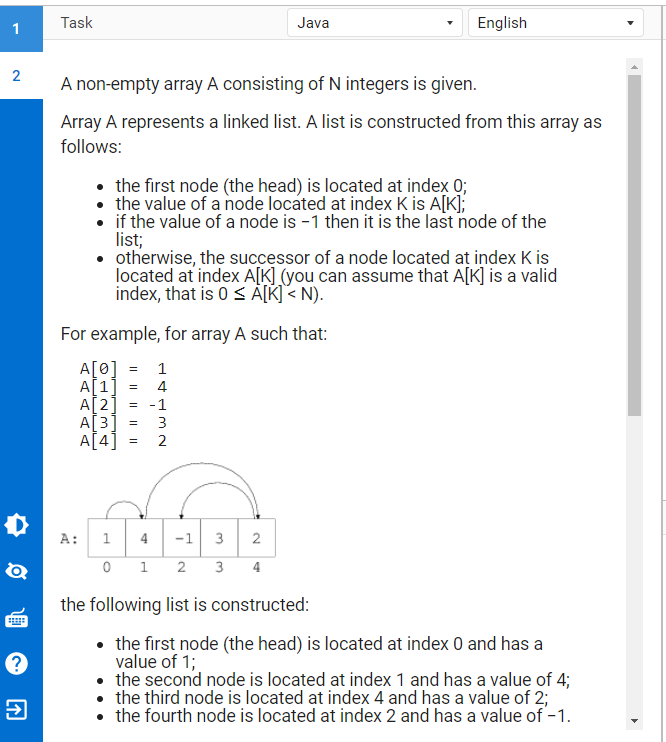 1
Task
Java
English
2
A non-empty array A consisting of N integers is given.
Array A represents a linked list. A list is constructed from this array as
follows:
• the first node (the head) is located at index 0;
• the value of a node located at index K is A[K];
• if the value of a node is −1 then it is the last node of the
list;
• otherwise, the successor of a node located at index K is
located at index A[K] (you can assume that A[K] is a valid
index, that is 0 ≤ A[K] < N).
For example, for array A such that:
A[0] = 1
A[1] = 4
A[2] = -1
A[3] = 3
A[4] = 2
A: 1 4 -1 3 2
0 1 2 3 4
the following list is constructed:
• the first node (the head) is located at index 0 and has a
value of 1;
• the second node is located at index 1 and has a value of 4;
• the third node is located at index 4 and has a value of 2;
• the fourth node is located at index 2 and has a value of −1.
?